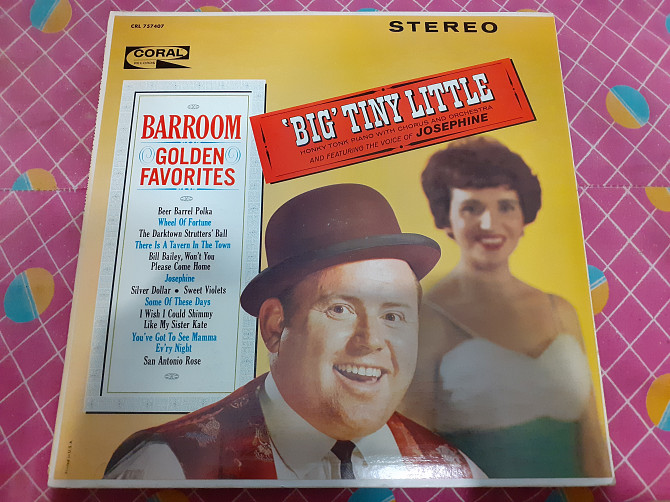 CRL 757407
STEREO
CORAL
RECORDS
'BIG' TINY LITTLE
HONKY TONK PIANO WITH CHORUS AND ORCHESTRA
AND FEATURING THE VOICE OF JOSEPHINE
BARROOM
GOLDEN
FAVORITES
Beer Barrel Polka
Wheel Of Fortune
The Darktown Strutters' Ball
There Is A Tavern In The Town
Bill Bailey, Won't You
Please Come Home
Josephine
Silver Dollar • Sweet Violets
Some Of These Days
I Wish I Could Shimmy
Like My Sister Kate
You've Got To See Mamma
Ev'ry Night
San Antonio Rose